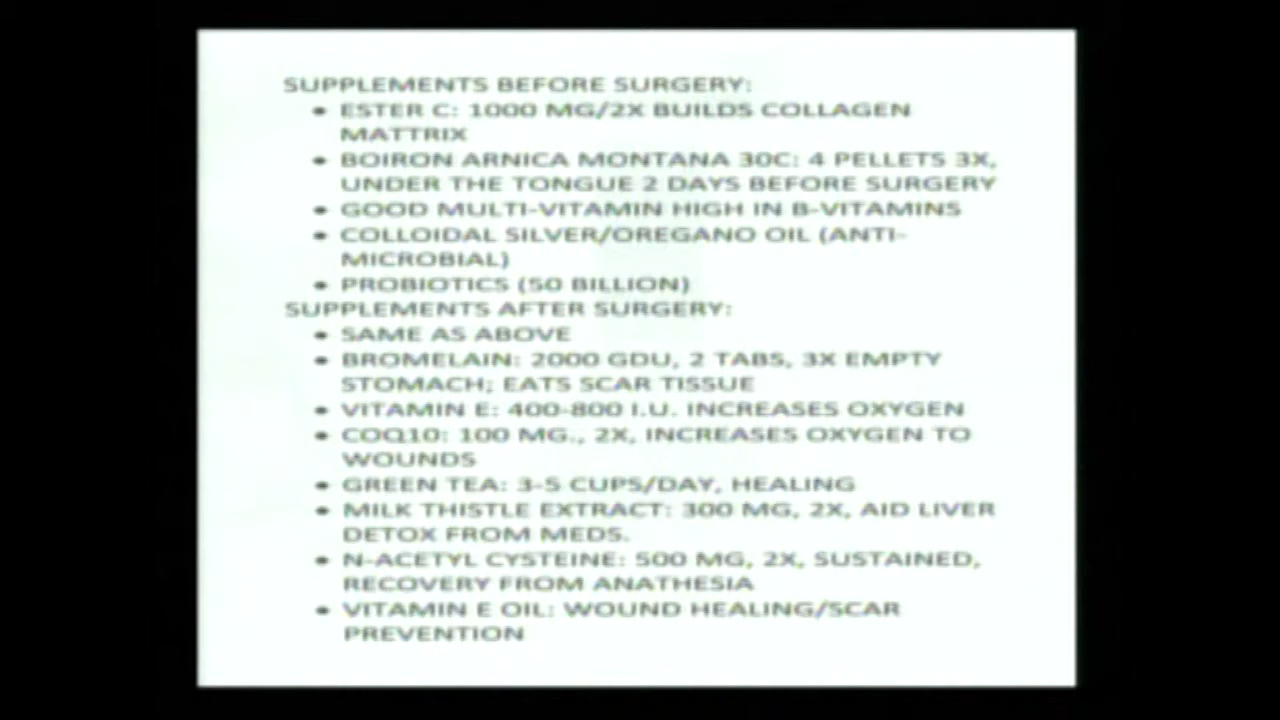 SUPPLEMENTS BEFORE SURGERY:
• ESTER C: 1000 MG/2X BUILDS COLLAGEN
MATTRIX
• BOIRON ARNICA MONTANA 30C: 4 PELLETS 3X,
UNDER THE TONGUE 2 DAYS BEFORE SURGERY
• GOOD MULTI-VITAMIN HIGH IN B-VITAMINS
• COLLOIDAL SILVER/OREGANO OIL (ANTI-
MICROBIAL)
• PROBIOTICS (50 BILLION)
SUPPLEMENTS AFTER SURGERY:
• SAME AS ABOVE
• BROMELAIN: 2000 GDU, 2 TABS, 3X EMPTY
STOMACH; EATS SCAR TISSUE
• VITAMIN E: 400-800 I.U. INCREASES OXYGEN
• COQ10: 100 MG., 2X, INCREASES OXYGEN TO
WOUNDS
• GREEN TEA: 3-5 CUPS/DAY, HEALING
• MILK THISTLE EXTRACT: 300 MG, 2X, AID LIVER
DETOX FROM MEDS.
• N-ACETYL CYSTEINE: 500 MG, 2X, SUSTAINED,
RECOVERY FROM ANATHESIA
• VITAMIN E OIL: WOUND HEALING/SCAR
PREVENTION